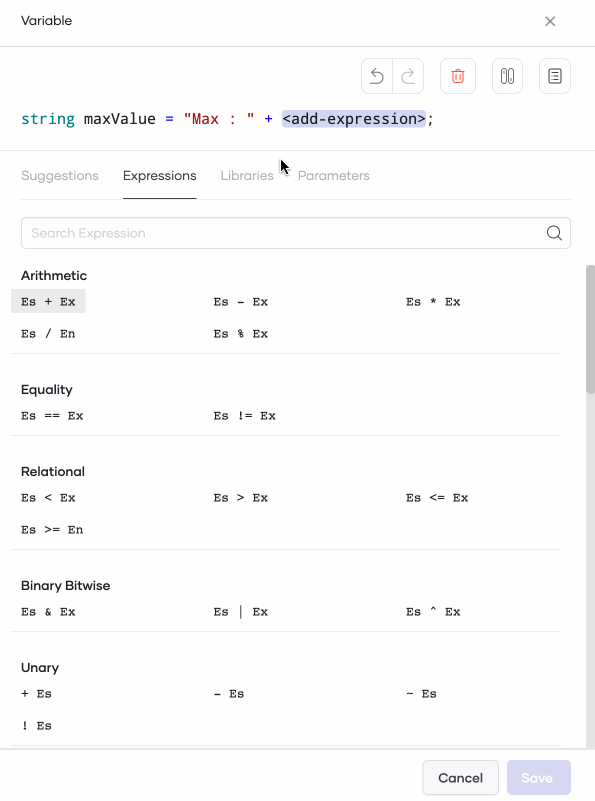 Variable
string maxValue = "Max : " + <add-expression>;
Suggestions Expressions Libraries Parameters
Search Expression
Arithmetic
Es + Ex Es - Ex Es * Ex
Es / En Es % Ex
Equality
Es == Ex Es != Ex
Relational
Es < Ex Es > Ex Es <= Ex
Es >= En
Binary Bitwise
Es & Ex Es | Ex Es ^ Ex
Unary
+ Es - Es ~ Es
! Es
Cancel Save